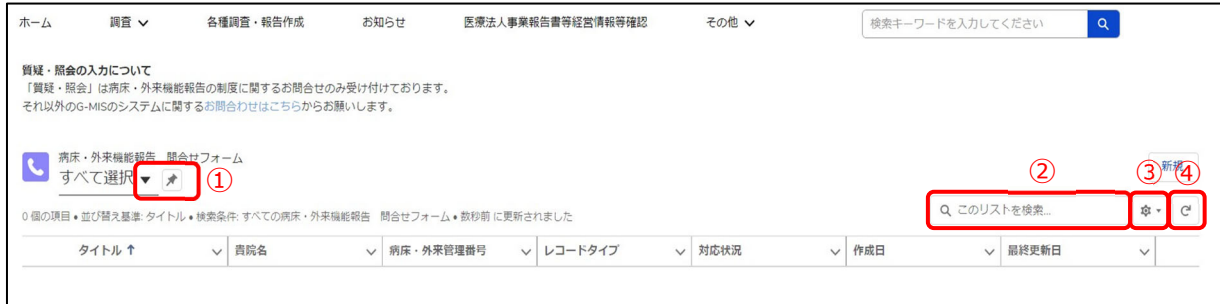 ホーム 調査 各種調査・報告作成 お知らせ 医療法人事業報告書等経営情報等確認 その他 検索キーワードを入力してください
質疑・照会の入力について
「質疑・照会」は病床・外来機能報告の制度に関するお問合せのみ受け付けております。
それ以外のG-MISのシステムに関するお問合わせはこちらからお願いします。
病床・外来機能報告 問合せフォーム
すべて選択 ▼ ①
新規
② ③ ④
0 個の項目 • 並び替え基準: タイトル • 検索条件: すべての病床・外来機能報告 問合せフォーム • 数秒前 に更新されました このリストを検索...
タイトル ↑ 貴院名 病床・外来管理番号 レコードタイプ 対応状況 作成日 最終更新日